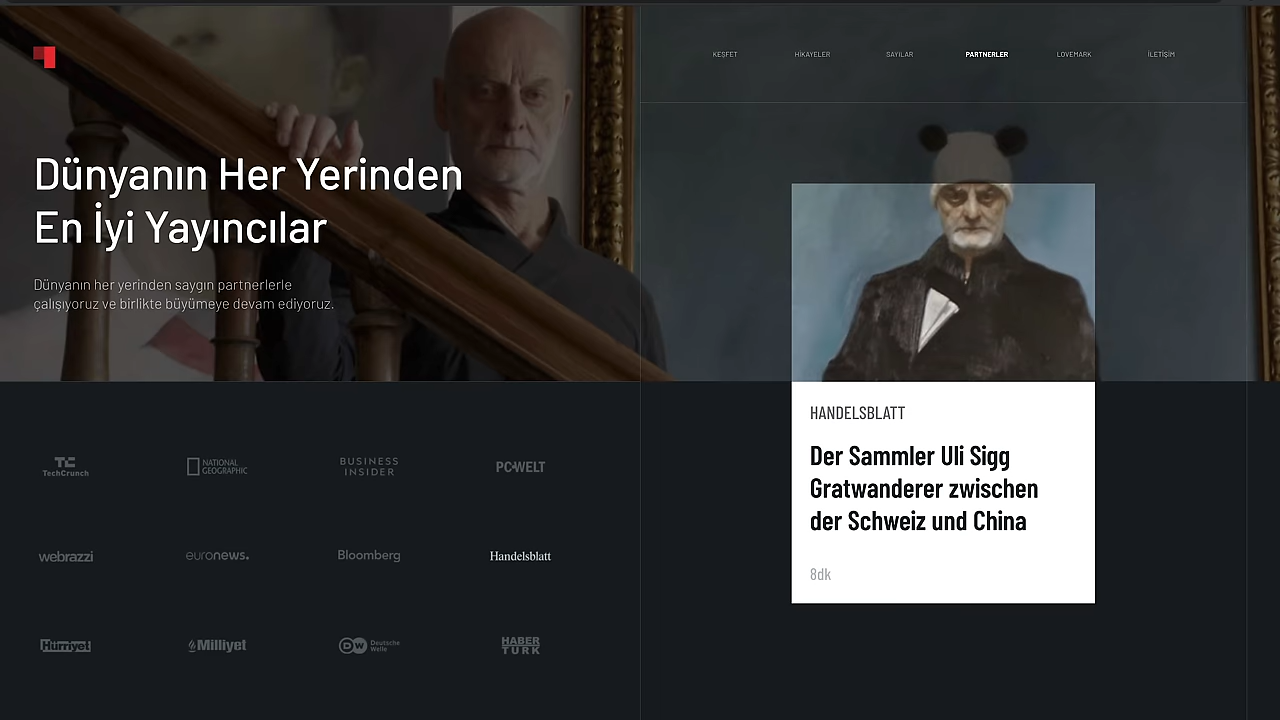 KEŞFET
HİKAYELER
SAYILAR
PARTNERLER
LOVEMARK
İLETİŞİM
Dünyanın Her Yerinden
En İyi Yayıncılar
Dünyanın her yerinden saygın partnerlerle
çalışıyoruz ve birlikte büyümeye devam ediyoruz.
TC
TechCrunch
NATIONAL
GEOGRAPHIC
BUSINESS
INSIDER
PC WELT
webrazzi
euronews.
Bloomberg
Handelsblatt
Hürriyet
Milliyet
DW Deutsche
Welle
HABER
TURK
HANDELSBLATT
Der Sammler Uli Sigg
Gratwanderer zwischen
der Schweiz und China
8dk